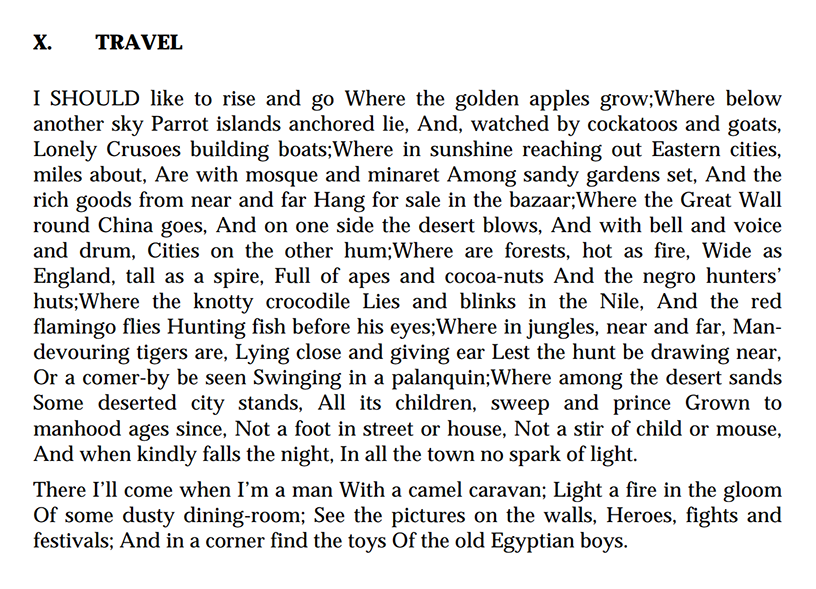 X. TRAVEL
I SHOULD like to rise and go Where the golden apples grow;Where below
another sky Parrot islands anchored lie, And, watched by cockatoos and goats,
Lonely Crusoes building boats;Where in sunshine reaching out Eastern cities,
miles about, Are with mosque and minaret Among sandy gardens set, And the
rich goods from near and far Hang for sale in the bazaar;Where the Great Wall
round China goes, And on one side the desert blows, And with bell and voice
and drum, Cities on the other hum;Where are forests, hot as fire, Wide as
England, tall as a spire, Full of apes and cocoa-nuts And the negro hunters’
huts;Where the knotty crocodile Lies and blinks in the Nile, And the red
flamingo flies Hunting fish before his eyes;Where in jungles, near and far, Man-
devouring tigers are, Lying close and giving ear Lest the hunt be drawing near,
Or a comer-by be seen Swinging in a palanquin;Where among the desert sands
Some deserted city stands, All its children, sweep and prince Grown to
manhood ages since, Not a foot in street or house, Not a stir of child or mouse,
And when kindly falls the night, In all the town no spark of light.
There I’ll come when I’m a man With a camel caravan; Light a fire in the gloom
Of some dusty dining-room; See the pictures on the walls, Heroes, fights and
festivals; And in a corner find the toys Of the old Egyptian boys.